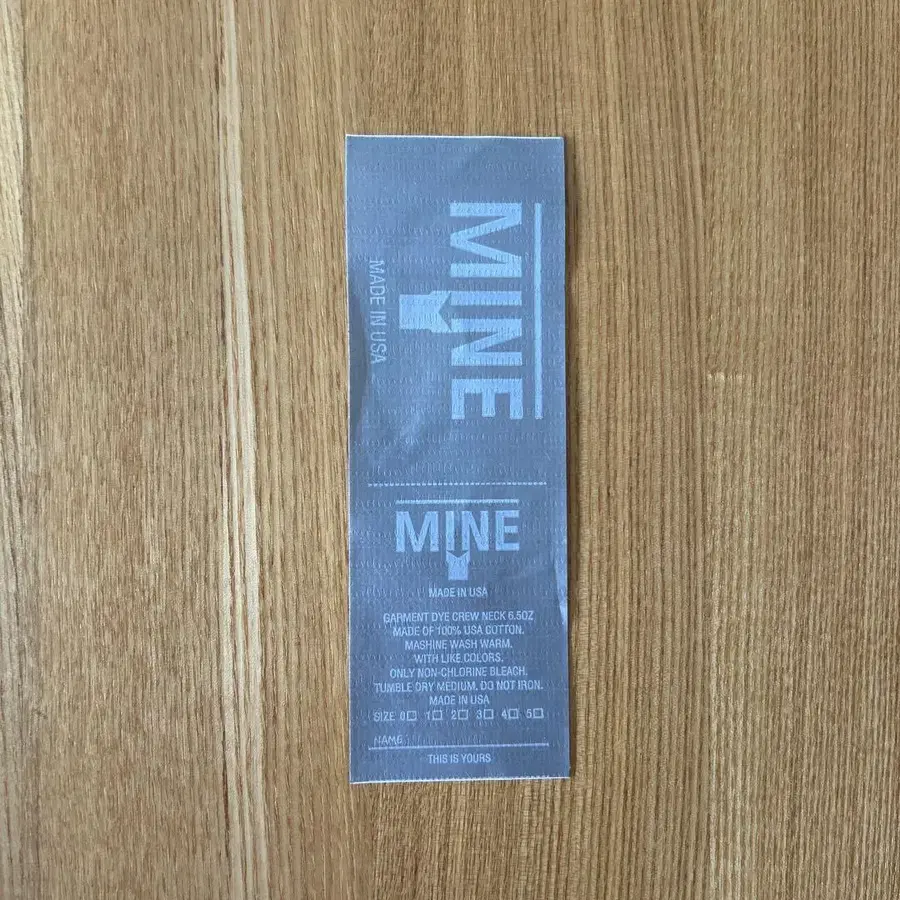 MINE
MADE IN USA
MINE
MADE IN USA
GARMENT DYE CREW NECK 6.5OZ
MADE OF 100% USA COTTON.
MASHINE WASH WARM.
WITH LIKE COLORS.
ONLY NON-CHLORINE BLEACH.
TUMBLE DRY MEDIUM. DO NOT IRON.
MADE IN USA
SIZE 0□ 1□ 2□ 3□ 4□ 5□
NAME
THIS IS YOURS